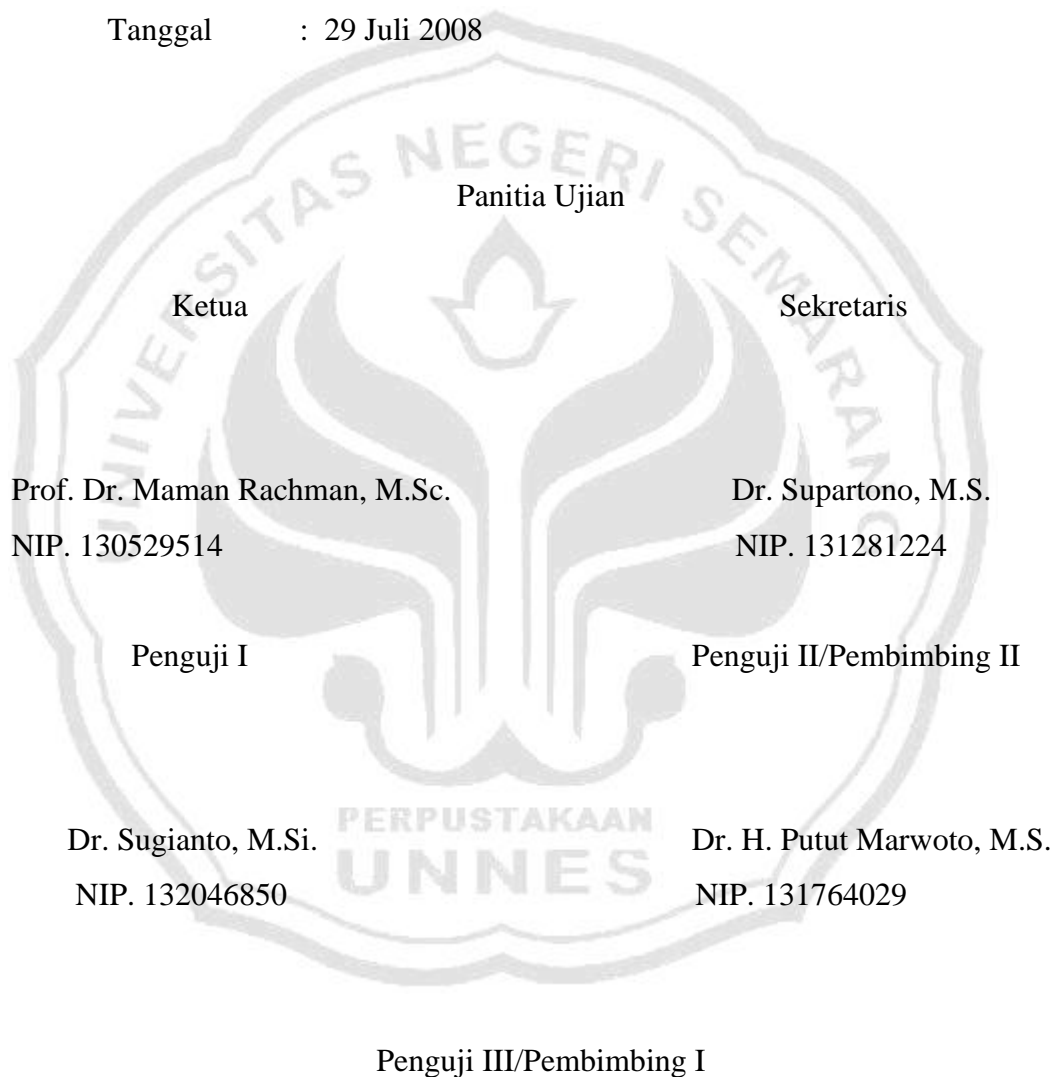 Tanggal : 29 Juli 2008
UNIVERSITAS NEGERI SEMARANG
Panitia Ujian
Ketua Sekretaris
Prof. Dr. Maman Rachman, M.Sc. Dr. Supartono, M.S.
NIP. 130529514 NIP. 131281224
Penguji I Penguji II/Pembimbing II
PERPUSTAKAAN
UNNES
Dr. Sugianto, M.Si. Dr. H. Putut Marwoto, M.S.
NIP. 132046850 NIP. 131764029
Penguji III/Pembimbing I